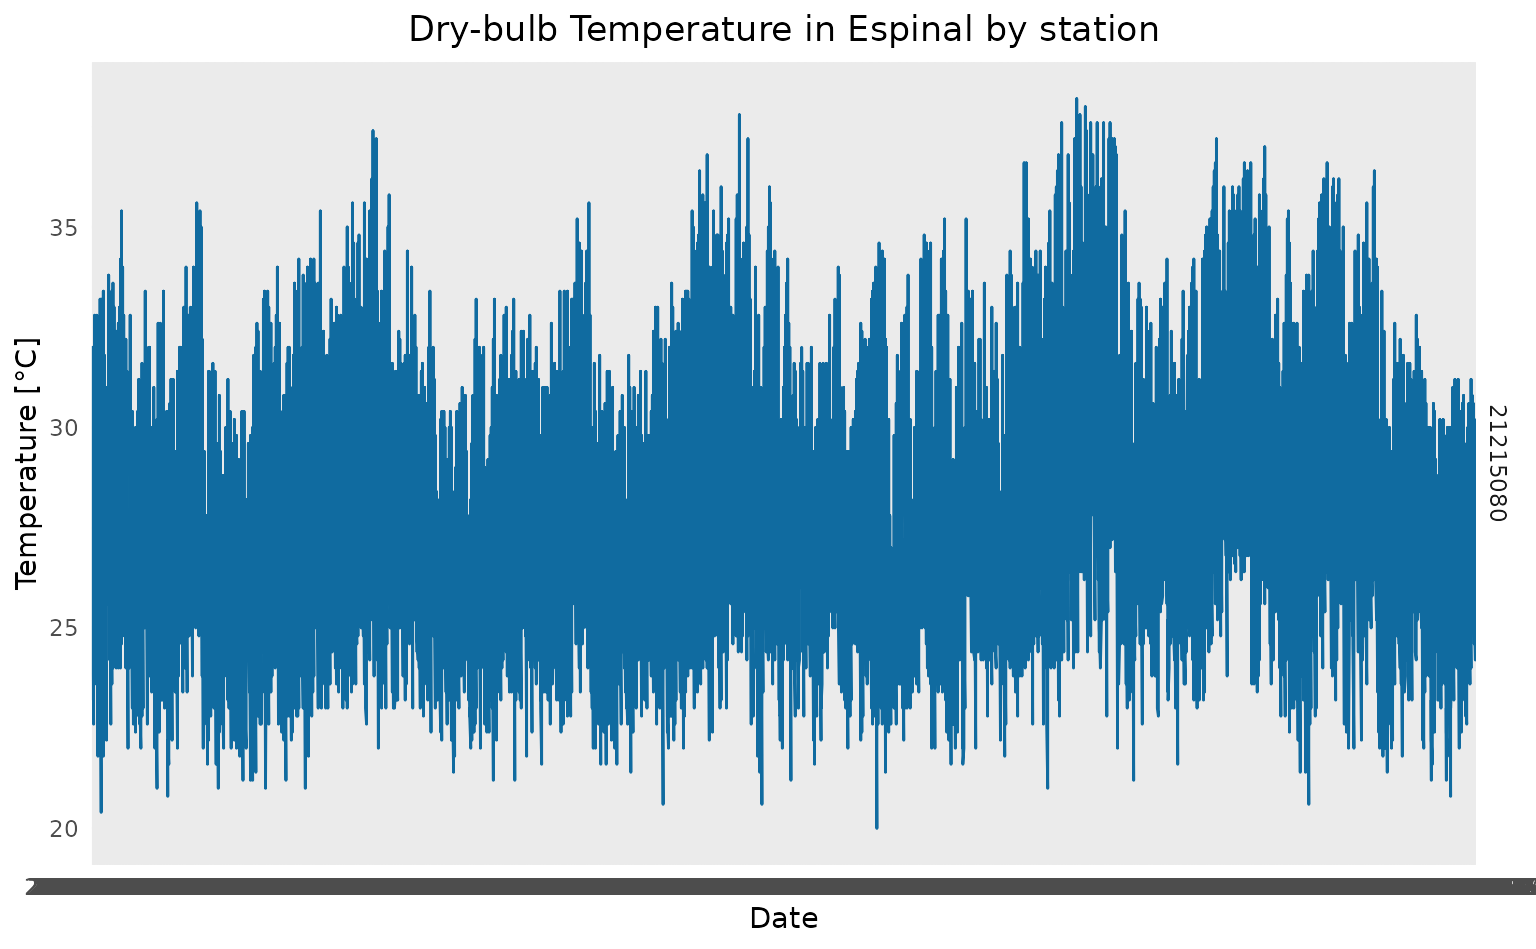 Dry-bulb Temperature in Espinal by station
Temperature [°C]
35
30
25
20
21215080
Date